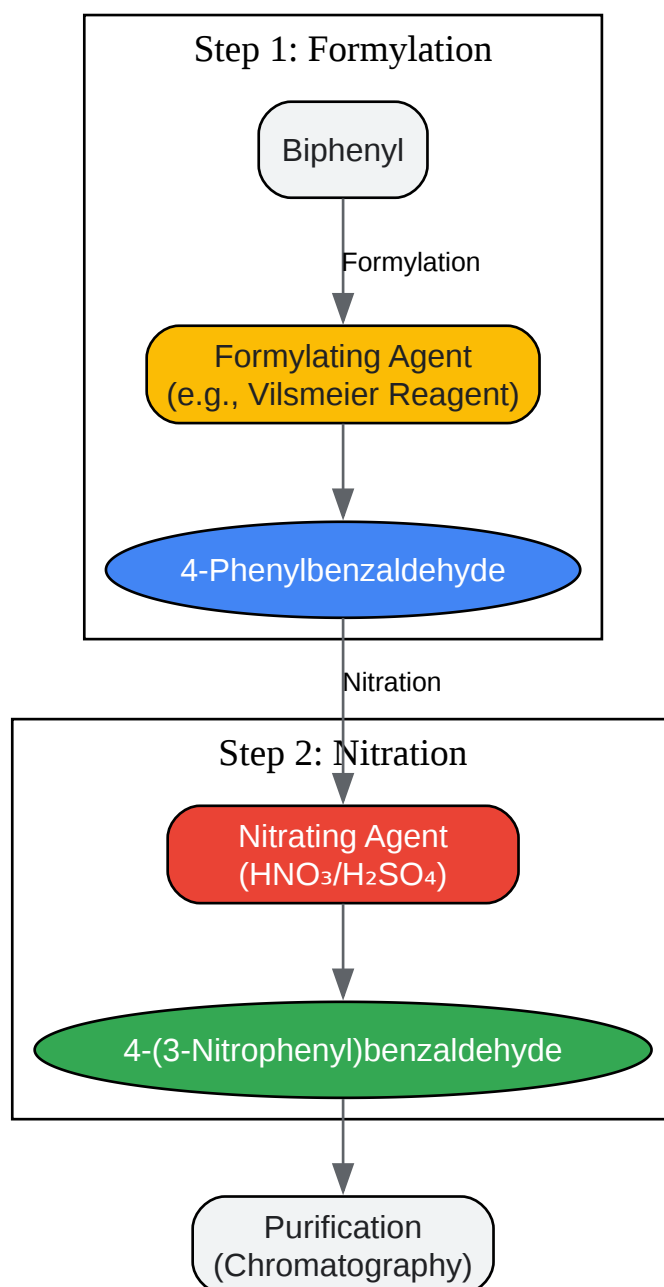 Step 1: Formylation
Biphenyl
Formylation
Formylating Agent
(e.g., Vilsmeier Reagent)
4-Phenylbenzaldehyde
Nitration
Step 2: Nitration
Nitrating Agent
(HNO₃/H₂SO₄)
4-(3-Nitrophenyl)benzaldehyde
Purification
(Chromatography)